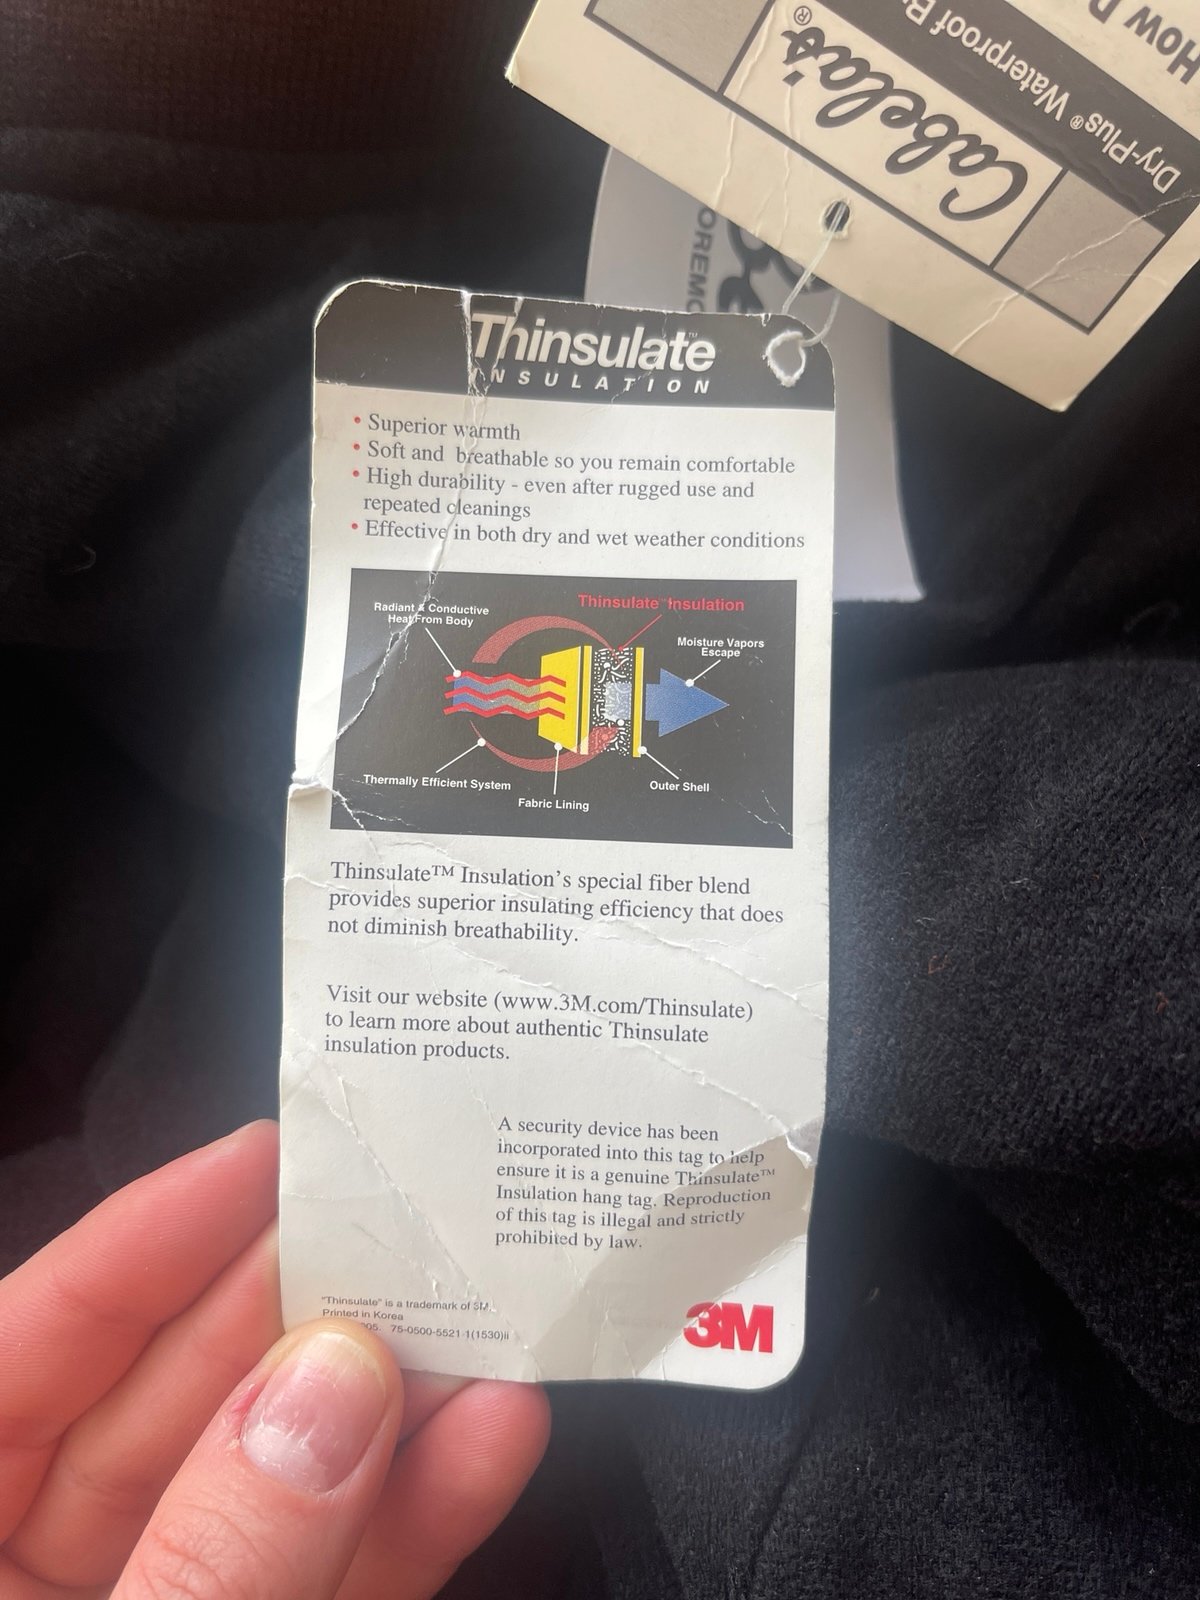 How
Dry-Plus® Waterproof
Cabela's®
OREMO
Thinsulate™
INSULATION
• Superior warmth
• Soft and breathable so you remain comfortable
• High durability - even after rugged use and
repeated cleanings
• Effective in both dry and wet weather conditions
Thinsulate™ Insulation
Radiant & Conductive
Heat From Body
Moisture Vapors
Escape
Thermally Efficient System
Fabric Lining
Outer Shell
Thinsulate™ Insulation's special fiber blend
provides superior insulating efficiency that does
not diminish breathability.
Visit our website (www.3M.com/Thinsulate)
to learn more about authentic Thinsulate
insulation products.
A security device has been
incorporated into this tag to help
ensure it is a genuine Thinsulate™
Insulation hang tag. Reproduction
of this tag is illegal and strictly
prohibited by law.
"Thinsulate" is a trademark of 3M.
Printed in Korea
75-0500-5521-1(1530)ii
3M